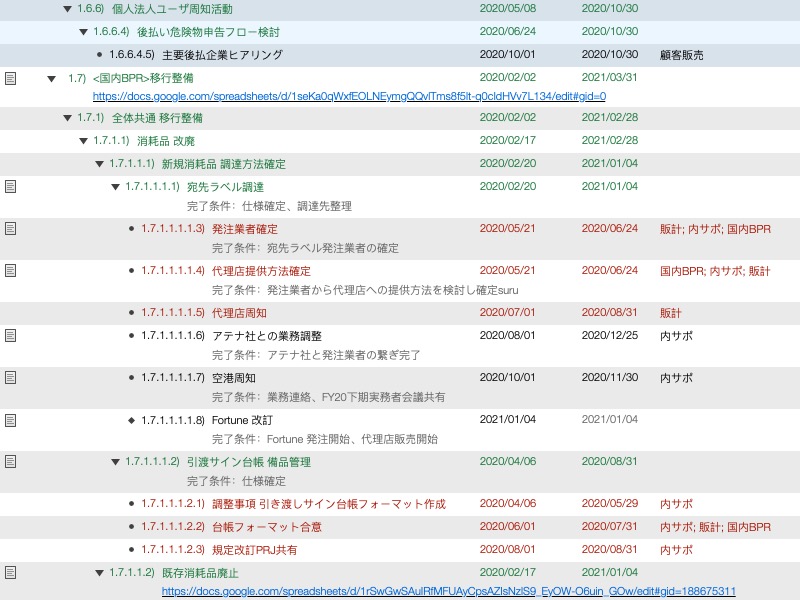 1.6.6) 個人法人ユーザ周知活動 2020/05/08 2020/10/30
1.6.6.4) 後払い危険物申告フロー検討 2020/06/24 2020/10/30
1.6.6.4.5) 主要後払企業ヒアリング 2020/10/01 2020/10/30 顧客販売
1.7) <国内BPR>移行整備 2020/02/02 2021/03/31
https://docs.google.com/spreadsheets/d/1seKa0qWxfEOLNEymgQQvlTms8f5lt-q0cIdHVv7L134/edit#gid=0
1.7.1) 全体共通 移行整備 2020/02/02 2021/02/28
1.7.1.1) 消耗品 改廃 2020/02/17 2021/02/28
1.7.1.1.1) 新規消耗品 調達方法確定 2020/02/20 2021/01/04
1.7.1.1.1.1) 宛先ラベル調達 2020/02/20 2021/01/04
完了条件: 仕様確定、調達先整理
1.7.1.1.1.1.3) 発注業者確定 2020/05/21 2020/06/24 販計; 内サポ; 国内BPR
完了条件: 宛先ラベル発注業者の確定
1.7.1.1.1.1.4) 代理店提供方法確定 2020/05/21 2020/06/24 国内BPR; 内サポ; 販計
完了条件: 発注業者から代理店への提供方法を検討し確定suru
1.7.1.1.1.1.5) 代理店周知 2020/07/01 2020/08/31 販計
1.7.1.1.1.1.6) アテナ社との業務調整 2020/08/01 2020/12/25 内サポ
完了条件: アテナ社と発注業者の繋ぎ完了
1.7.1.1.1.1.7) 空港周知 2020/10/01 2020/11/30 内サポ
完了条件: 業務連絡、FY20下期実務者会議共有
1.7.1.1.1.1.8) Fortune 改訂 2021/01/04 2021/01/04
完了条件: Fortune 発注開始、代理店販売開始
1.7.1.1.1.2) 引渡サイン台帳 備品管理 2020/04/06 2020/08/31
完了条件: 仕様確定
1.7.1.1.1.2.1) 調整事項 引き渡しサイン台帳フォーマット作成 2020/04/06 2020/05/29 内サポ
1.7.1.1.1.2.2) 台帳フォーマット合意 2020/06/01 2020/07/31 内サポ; 販計; 国内BPR
1.7.1.1.1.2.3) 規定改訂PRJ共有 2020/08/01 2020/08/31 内サポ
1.7.1.1.2) 既存消耗品廃止 2020/02/17 2021/01/04
https://docs.google.com/spreadsheets/d/1rSwGwSAuIRfMFUAyCpsAZIsNzIS9_EyOW-O6uin_GOw/edit#gid=188675311